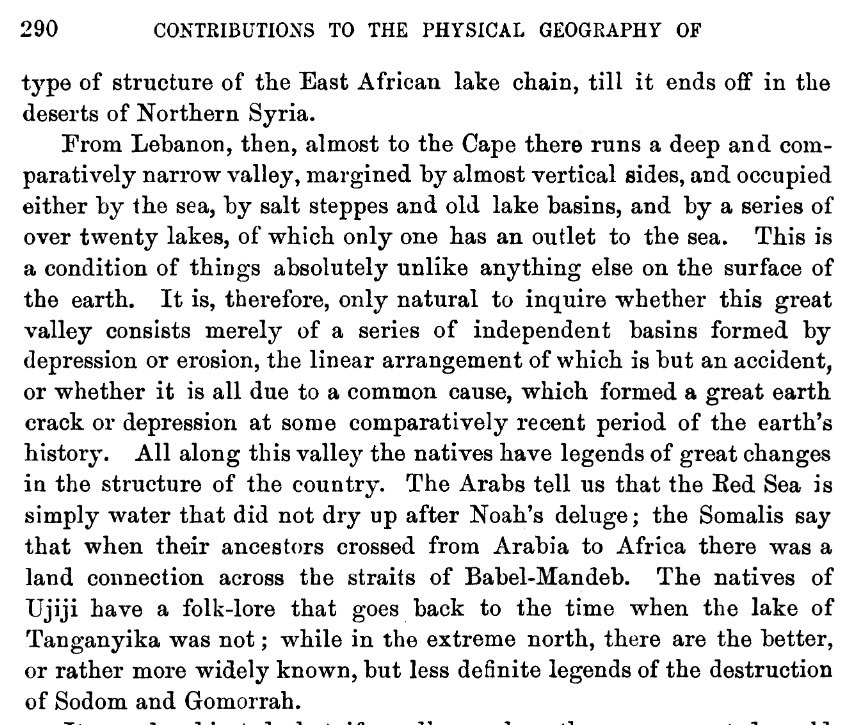 290 CONTRIBUTIONS TO THE PHYSICAL GEOGRAPHY OF
type of structure of the East African lake chain, till it ends off in the
deserts of Northern Syria.
From Lebanon, then, almost to the Cape there runs a deep and com-
paratively narrow valley, margined by almost vertical sides, and occupied
either by the sea, by salt steppes and old lake basins, and by a series of
over twenty lakes, of which only one has an outlet to the sea. This is
a condition of things absolutely unlike anything else on the surface of
the earth. It is, therefore, only natural to inquire whether this great
valley consists merely of a series of independent basins formed by
depression or erosion, the linear arrangement of which is but an accident,
or whether it is all due to a common cause, which formed a great earth
crack or depression at some comparatively recent period of the earth's
history. All along this valley the natives have legends of great changes
in the structure of the country. The Arabs tell us that the Red Sea is
simply water that did not dry up after Noah's deluge; the Somalis say
that when their ancestors crossed from Arabia to Africa there was a
land connection across the straits of Babel-Mandeb. The natives of
Ujiji have a folk-lore that goes back to the time when the lake of
Tanganyika was not; while in the extreme north, there are the better,
or rather more widely known, but less definite legends of the destruction
of Sodom and Gomorrah.